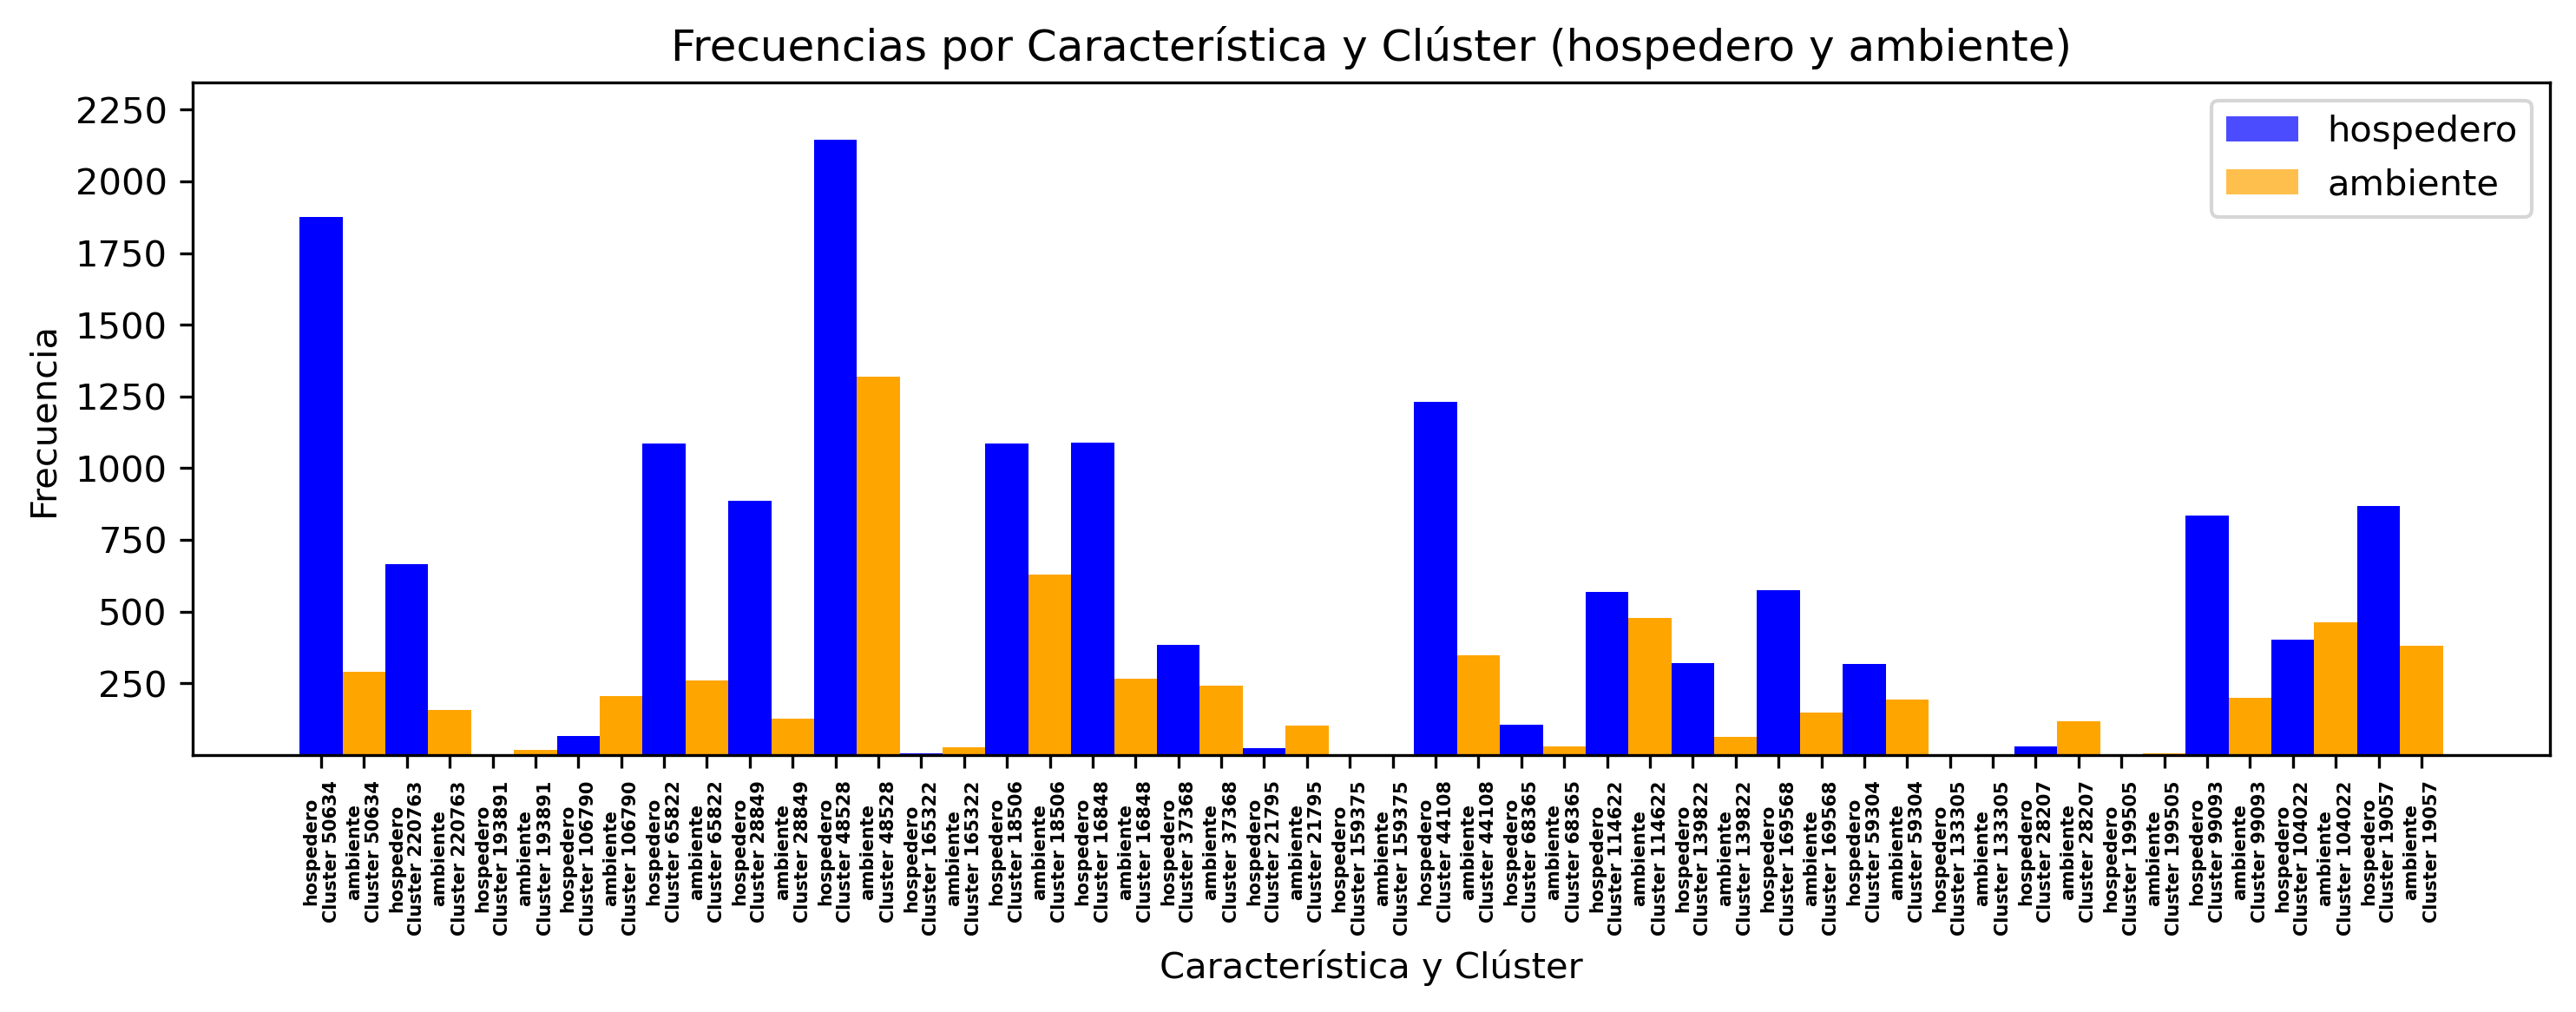 Frecuencias por Característica y Clúster (hospedero y ambiente)
2250
2000
1750
1500
1250
1000
750
500
250
Frecuencia
hospedero
ambiente
hospedero
Cluster 50634
ambiente
Cluster 50634
hospedero
Cluster 220763
ambiente
Cluster 220763
hospedero
Cluster 193891
ambiente
Cluster 193891
hospedero
Cluster 106790
ambiente
Cluster 106790
hospedero
Cluster 65822
ambiente
Cluster 65822
hospedero
Cluster 28849
ambiente
Cluster 28849
hospedero
Cluster 48528
ambiente
Cluster 48528
hospedero
Cluster 165322
ambiente
Cluster 165322
hospedero
Cluster 18506
ambiente
Cluster 18506
hospedero
Cluster 16848
ambiente
Cluster 16848
hospedero
Cluster 37368
ambiente
Cluster 37368
hospedero
Cluster 21795
ambiente
Cluster 21795
hospedero
Cluster 159375
ambiente
Cluster 159375
hospedero
Cluster 44108
ambiente
Cluster 44108
hospedero
Cluster 68365
ambiente
Cluster 68365
hospedero
Cluster 114622
ambiente
Cluster 114622
hospedero
Cluster 139822
ambiente
Cluster 139822
hospedero
Cluster 169568
ambiente
Cluster 169568
hospedero
Cluster 59304
ambiente
Cluster 59304
hospedero
Cluster 133305
ambiente
Cluster 133305
hospedero
Cluster 28207
ambiente
Cluster 28207
hospedero
Cluster 199505
ambiente
Cluster 199505
hospedero
Cluster 99093
ambiente
Cluster 99093
hospedero
Cluster 104022
ambiente
Cluster 104022
hospedero
Cluster 19057
ambiente
Cluster 19057
Característica y Clúster